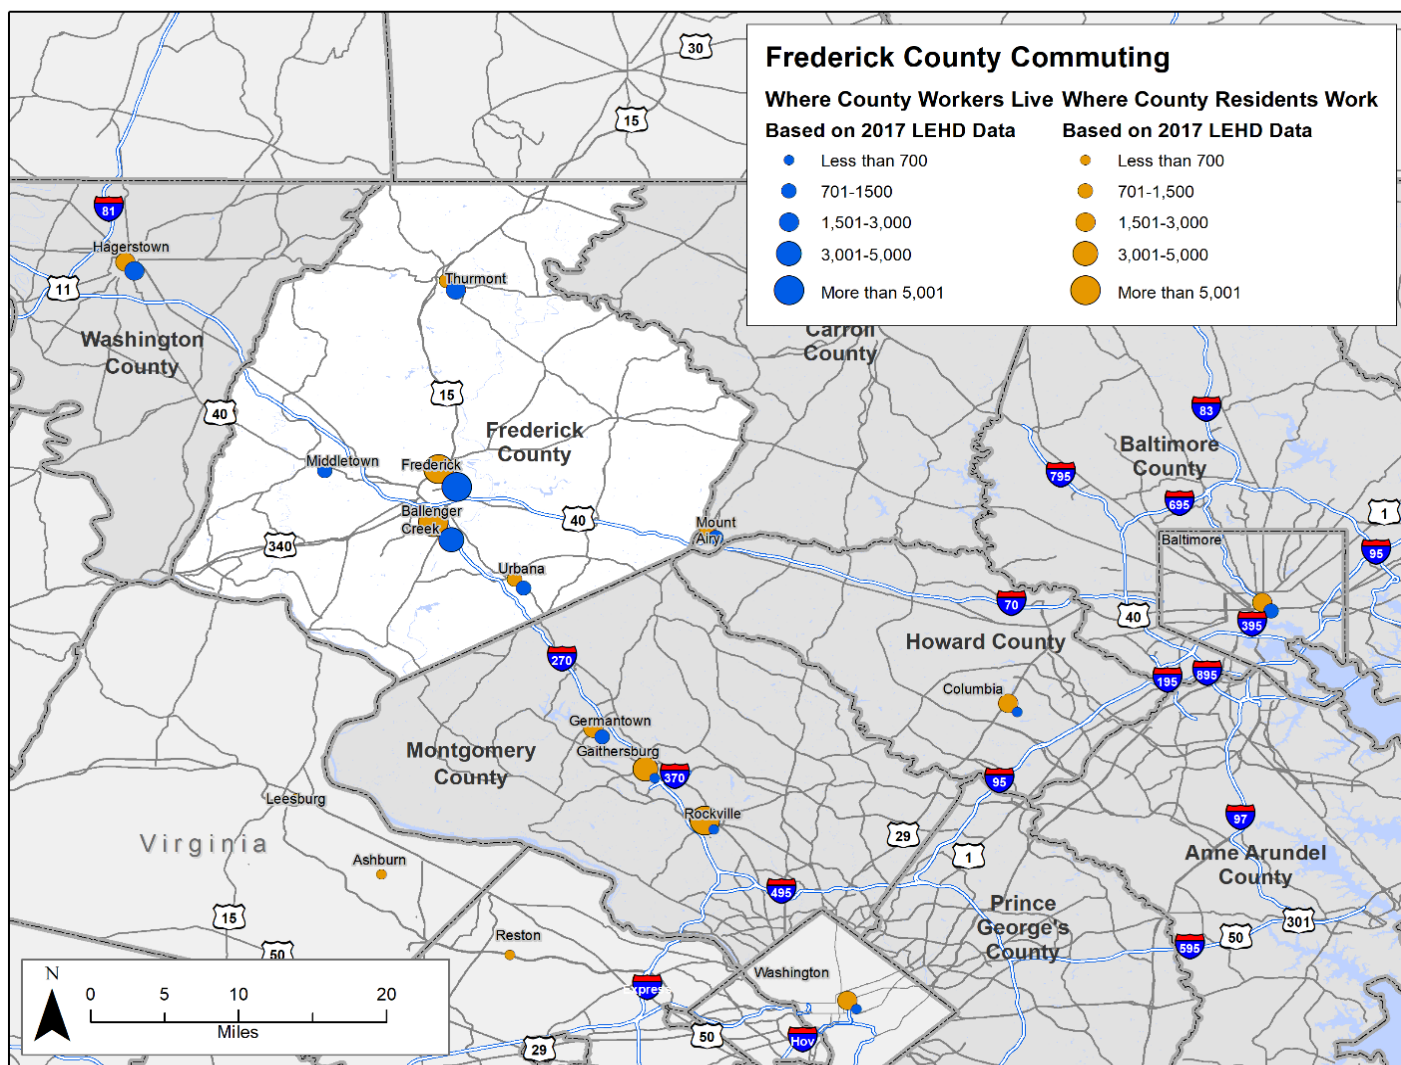 Frederick County Commuting
Where County Workers Live
Based on 2017 LEHD Data
Less than 700
701-1500
1,501-3,000
3,001-5,000
More than 5,001
Where County Residents Work
Based on 2017 LEHD Data
Less than 700
701-1,500
1,501-3,000
3,001-5,000
More than 5,001
30
15
81
Hagerstown
11
Thurmont
Washington
County
Carroll
County
15
40
83
Frederick
County
Baltimore
County
Middletown
Frederick
795
695
1
Ballenger
Creek
40
Mount
Airy
Baltimore
95
340
Urbana
70
40
395
Howard County
270
195
895
Columbia
Germantown
Montgomery
County
Gaithersburg
370
95
Leesburg
Rockville
97
29
Virginia
1
Ashburn
Anne Arundel
County
495
Prince
George's
County
15
301
50
595
Reston
50
Washington
Express
N
0
5
10
20
Miles
50
Hov
29